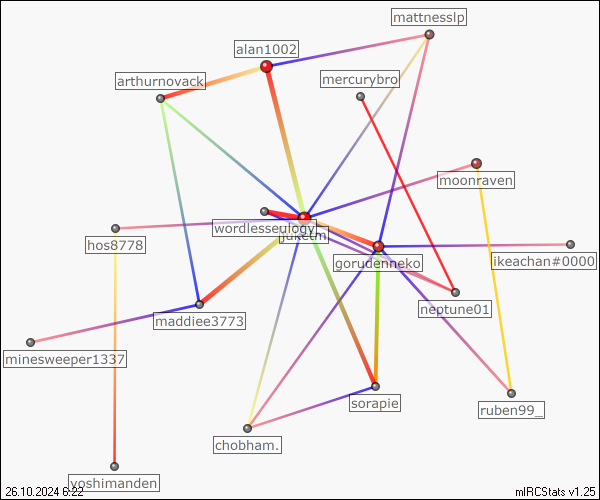 mattnesslp
alan1002
mercurybro
arthurnovack
moonraven
wordlesseulogy
hos8778
gorudenneko
ikeachan#0000
neptune01
maddiee3773
minesweeper1337
sorapie
ruben99_
chobham.
yoshimanden
26.10.2024 6:22
mIRCStats v1.25